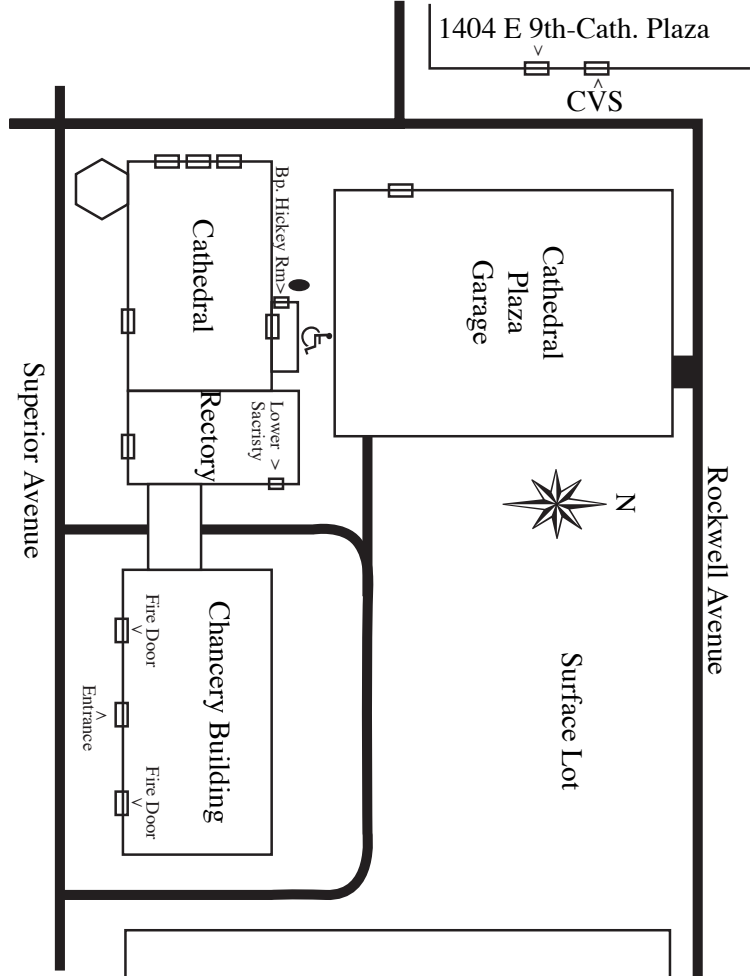 1404 E 9th-Cath. Plaza
>
CVS
>
Bp. Hickey Rm>
Cathedral
Cathedral
Plaza
Garage
Rectory
Lower >
Sacristy
Superior Avenue
Rockwell Avenue
N
Fire Door
>
Chancery Building
Surface Lot
>
Entrance
Fire Door
>